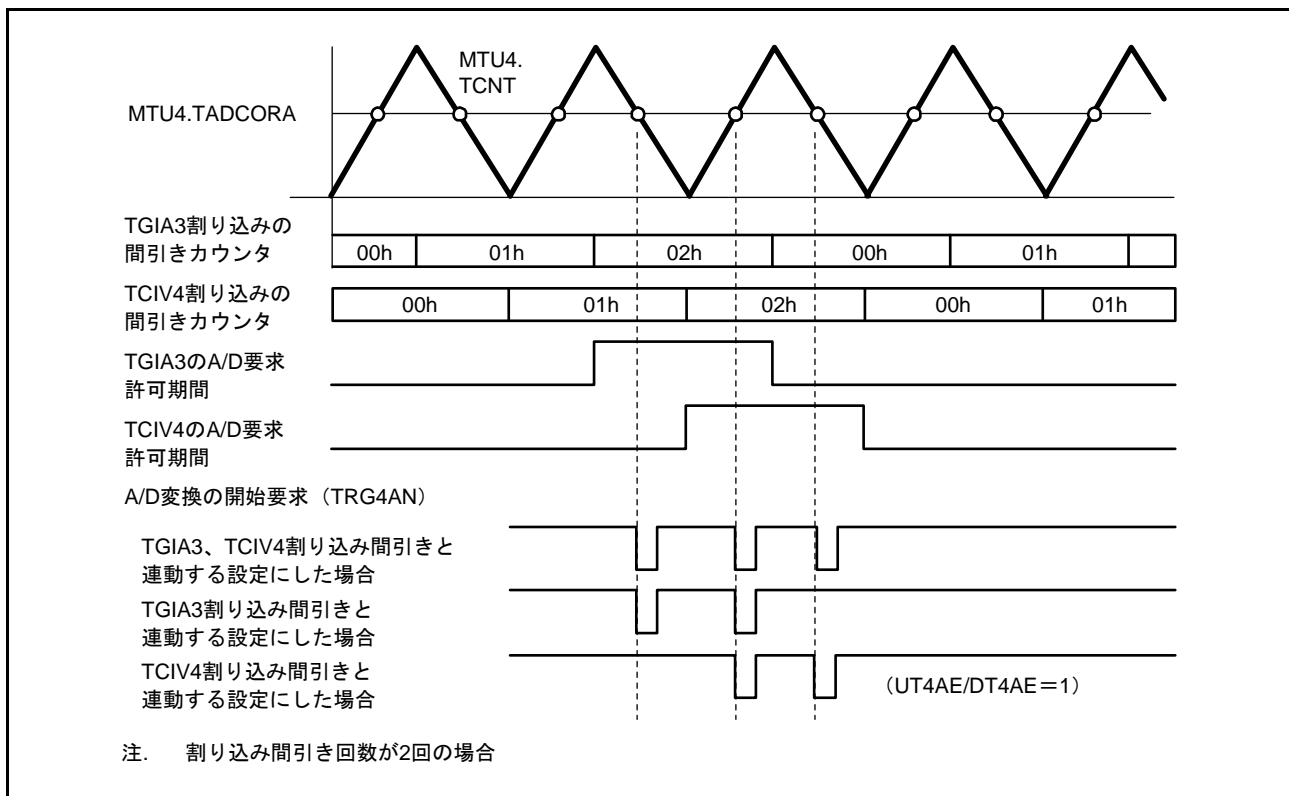 MTU4.
TCNT
MTU4.TADCORA
TGIA3割り込みの
間引きカウンタ
00h 01h 02h 00h 01h
TCIV4割り込みの
間引きカウンタ
00h 01h 02h 00h 01h
TGIA3のA/D要求
許可期間
TCIV4のA/D要求
許可期間
A/D変換の開始要求（TRG4AN）
TGIA3、TCIV4割り込み間引きと
連動する設定にした場合
TGIA3割り込み間引きと
連動する設定にした場合
TCIV4割り込み間引きと
連動する設定にした場合
（UT4AE/DT4AE＝1）
注. 割り込み間引き回数が2回の場合